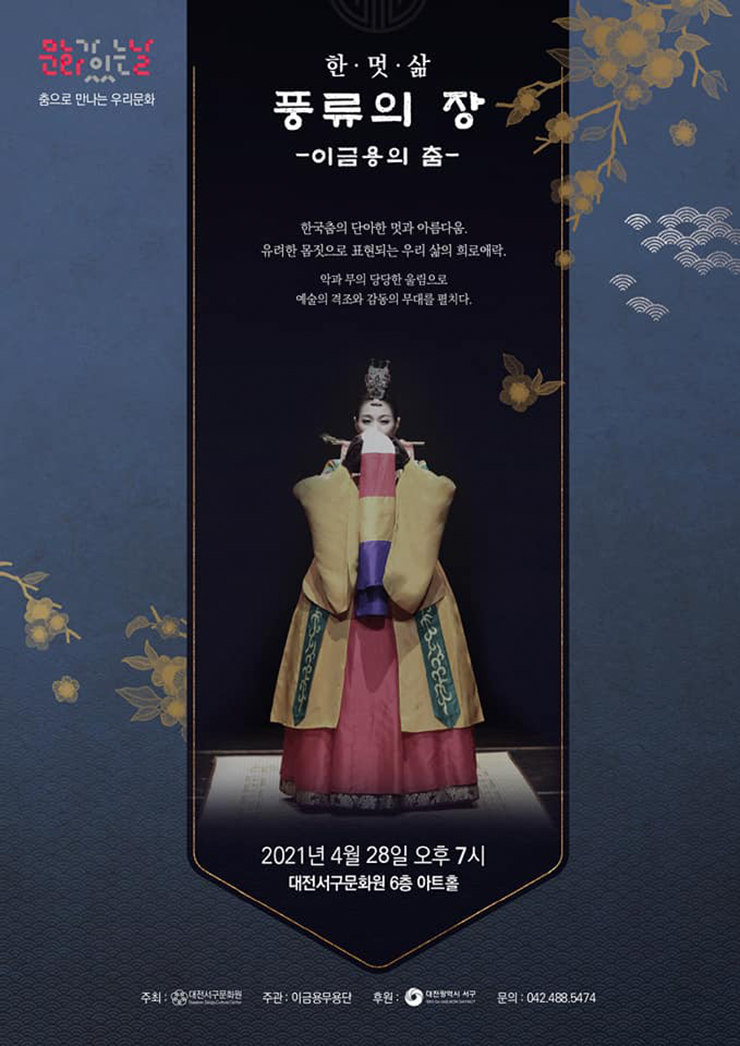 문화가 있는 날
춤으로 만나는 우리문화
한·멋·삶
풍류의 장
-이금용의 춤-
한국춤의 단아한 멋과 아름다움.
유려한 몸짓으로 표현되는 우리 삶의 희로애락.
악과 무의 당당한 울림으로
예술의 격조와 감동의 무대를 펼치다.
2021년 4월 28일 오후 7시
대전서구문화원 6층 아트홀
주최 : 대전서구문화원 주관 : 이금용무용단 후원 : 대전광역시 서구 문의 : 042.488.5474